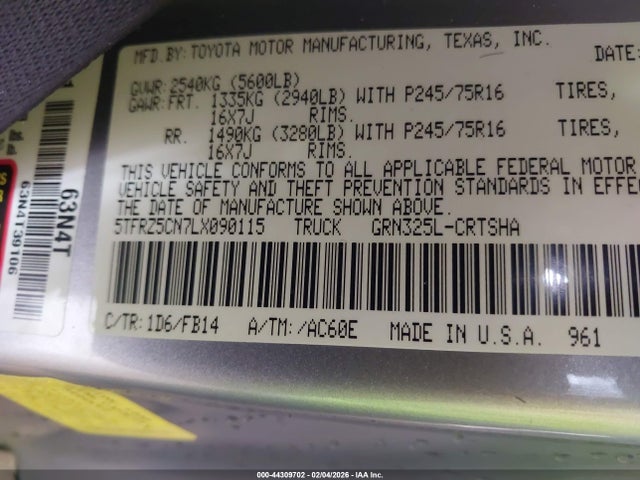 MFD.BY: TOYOTA MOTOR MANUFACTURING, TEXAS, INC. DATE:
GVWR: 2540KG (5600LB)
GAWR: FRT. 1335KG (2940LB) WITH P245/75R16 TIRES,
16X7J RIMS.
RR. 1490KG (3280LB) WITH P245/75R16 TIRES,
16X7J RIMS.
THIS VEHICLE CONFORMS TO ALL APPLICABLE FEDERAL MOTOR
VEHICLE SAFETY AND THEFT PREVENTION STANDARDS IN EFFE
THE DATE OF MANUFACTURE SHOWN ABOVE.
5TFRZ5CN7LX090115 TRUCK GRN325L-CRTSHA
C/TR: 1D6/FB14 A/TM: /AC60E MADE IN U.S.A. 961
63N4T
63N4T39106
000-44309702 - 02/04/2026 - IAA Inc.